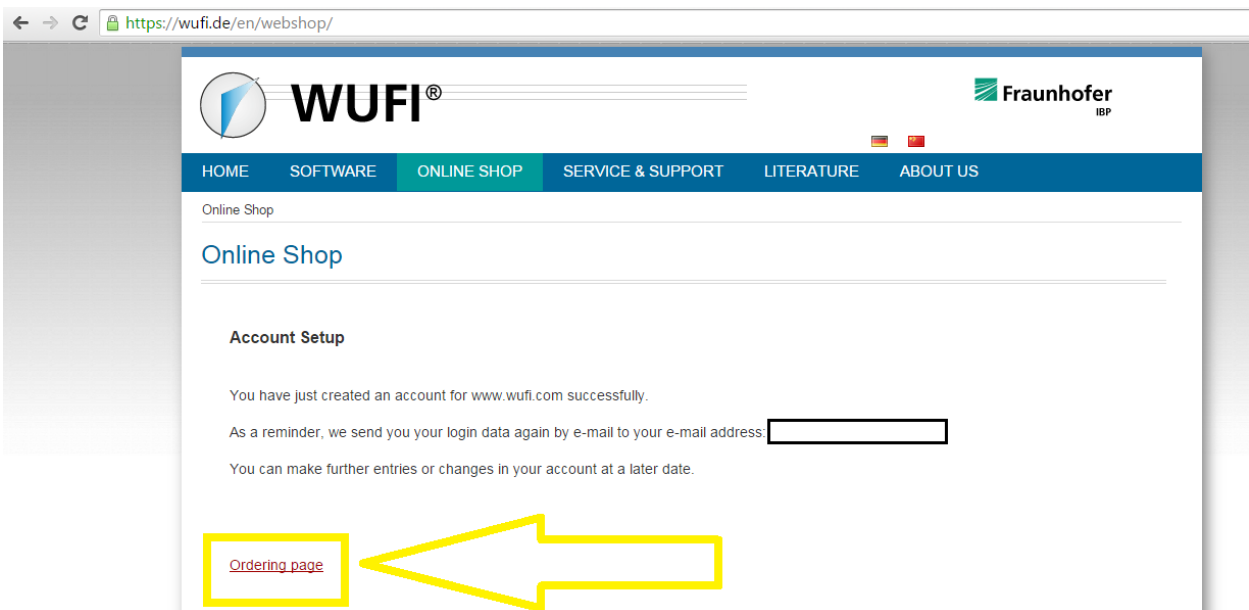 https://wufi.de/en/webshop/
WUFI®
Fraunhofer
IBP
HOME SOFTWARE ONLINE SHOP SERVICE & SUPPORT LITERATURE ABOUT US
Online Shop
Online Shop
Account Setup
You have just created an account for www.wufi.com successfully.
As a reminder, we send you your login data again by e-mail to your e-mail address:
You can make further entries or changes in your account at a later date.
Ordering page